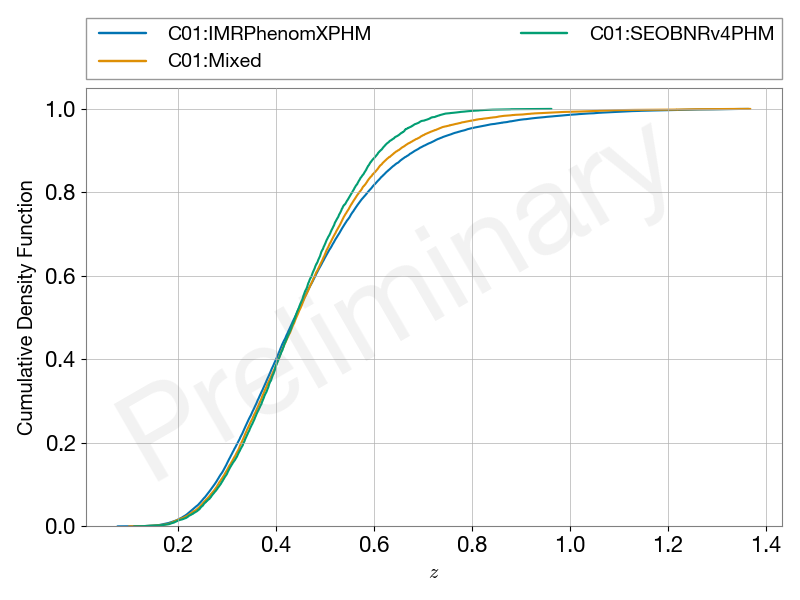 C01:IMRPhenomXPHM
C01:Mixed
C01:SEOBNRv4PHM
1.0
0.8
0.6
0.4
0.2
0.0
Cumulative Density Function
Preliminary
0.2 0.4 0.6 0.8 1.0 1.2 1.4
z